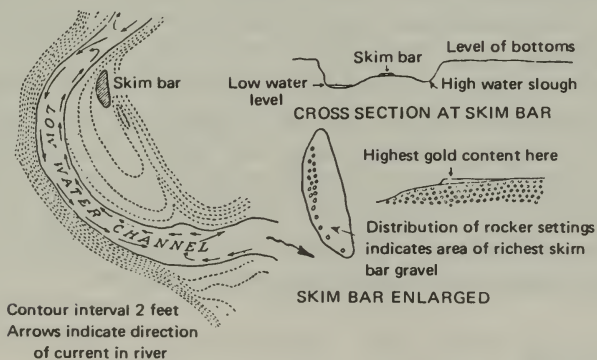 Skim bar
LOW WATER CHANNEL
Contour interval 2 feet
Arrows indicate direction
of current in river
Skim bar
Level of bottoms
Low water
level
High water slough
CROSS SECTION AT SKIM BAR
Highest gold content here
Distribution of rocker settings
indicates area of richest skim
bar gravel
SKIM BAR ENLARGED